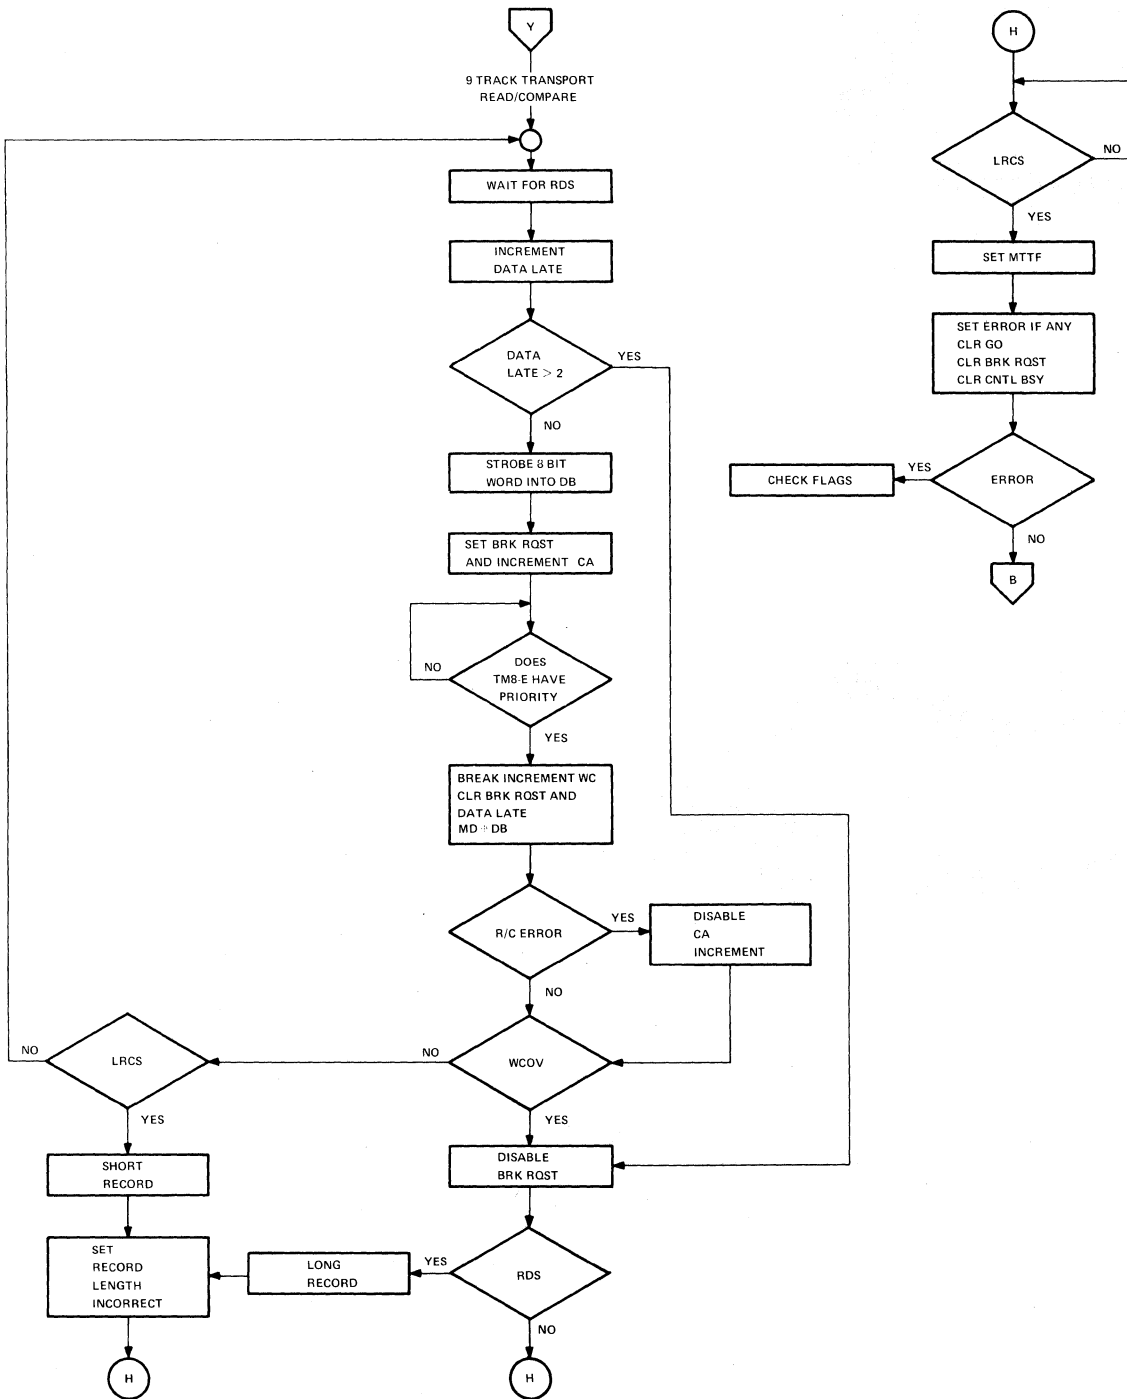 Y
9 TRACK TRANSPORT
READ/COMPARE
WAIT FOR RDS
INCREMENT
DATA LATE
DATA
LATE > 2
YES
NO
STROBE 8 BIT
WORD INTO DB
SET BRK RQST
AND INCREMENT CA
NO
DOES
TM8-E HAVE
PRIORITY
YES
BREAK INCREMENT WC
CLR BRK RQST AND
DATA LATE
MD DB
R/C ERROR
YES
DISABLE
CA
INCREMENT
NO
NO
LRCS
NO
WCOV
YES
YES
SHORT
RECORD
DISABLE
BRK RQST
SET
RECORD
LENGTH
INCORRECT
LONG
RECORD
YES
RDS
NO
H
H
H
LRCS
NO
YES
SET MTTF
SET ERROR IF ANY
CLR GO
CLR BRK RQST
CLR CNTL BSY
CHECK FLAGS
YES
ERROR
NO
B